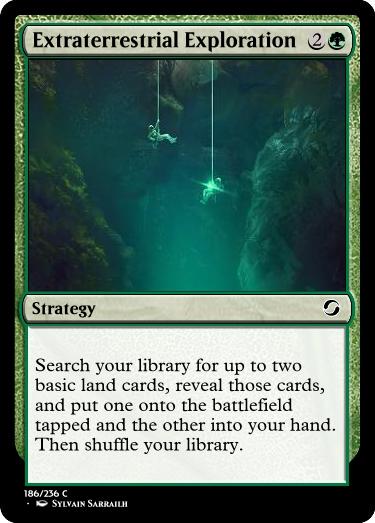 Extraterrestrial Exploration 2
Strategy
Search your library for up to two
basic land cards, reveal those cards,
and put one onto the battlefield
tapped and the other into your hand.
Then shuffle your library.
186/236 C
· Sylvain Sarrailh